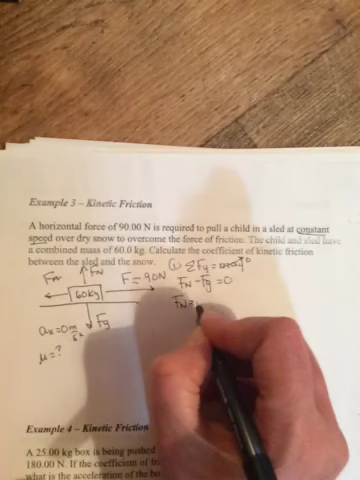 Example 3 – Kinetic Friction
A horizontal force of 90.00 N is required to pull a child in a sled at constant
speed over dry snow to overcome the force of friction. The child and sled have
a combined mass of 60.0 kg. Calculate the coefficient of kinetic friction
between the sled and the snow. ① ΣFy = may 0
FN F = 90N FN - Fg = 0
60kg FN =
Fg
ax = 0 m/s²
μ = ?
Example 4 – Kinetic Friction
A 25.00 kg box is being pushed
180.00 N. If the coefficient of
what is the acceleration of the